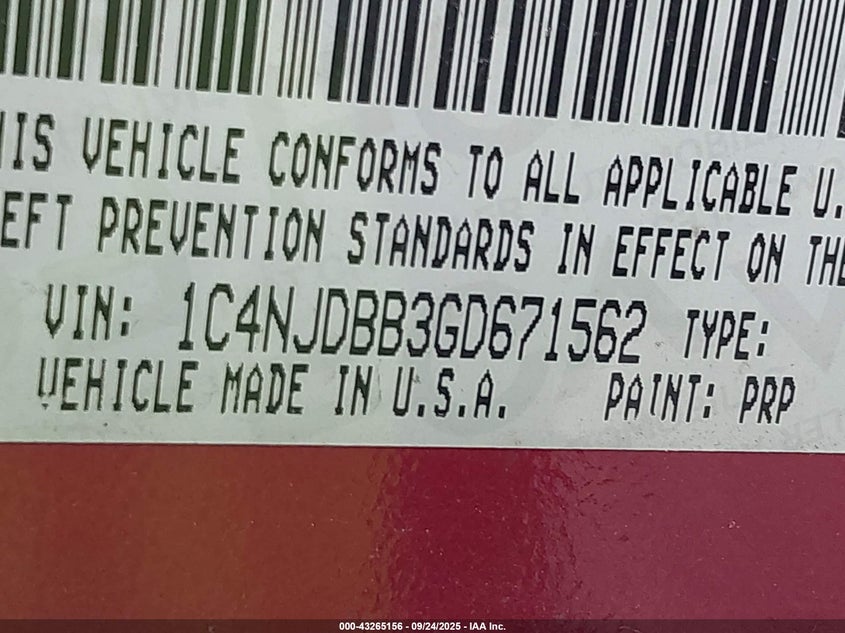 IS VEHICLE CONFORMS TO ALL APPLICABLE U.
EFT PREVENTION STANDARDS IN EFFECT ON THE
VIN: 1C4NJDBB3GD671562 TYPE:
VEHICLE MADE IN U.S.A. PAINT: PRP
000-43265156 - 09/24/2025 - IAA Inc.